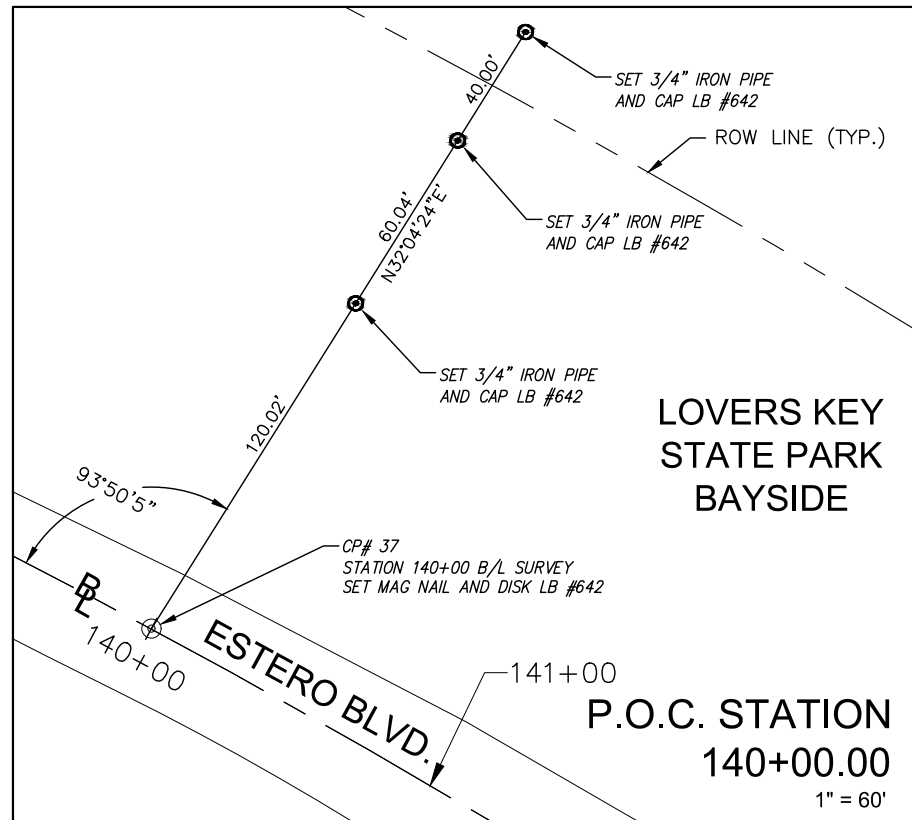 40.00'
SET 3/4" IRON PIPE
AND CAP LB #642
ROW LINE (TYP.)
60.04'
N32°04'24"E'
SET 3/4" IRON PIPE
AND CAP LB #642
SET 3/4" IRON PIPE
AND CAP LB #642
120.02'
LOVERS KEY
STATE PARK
BAYSIDE
93°50'5"
CP# 37
STATION 140+00 B/L SURVEY
SET MAG NAIL AND DISK LB #642
BL
140+00
ESTERO BLVD.
141+00
P.O.C. STATION
140+00.00
1" = 60'